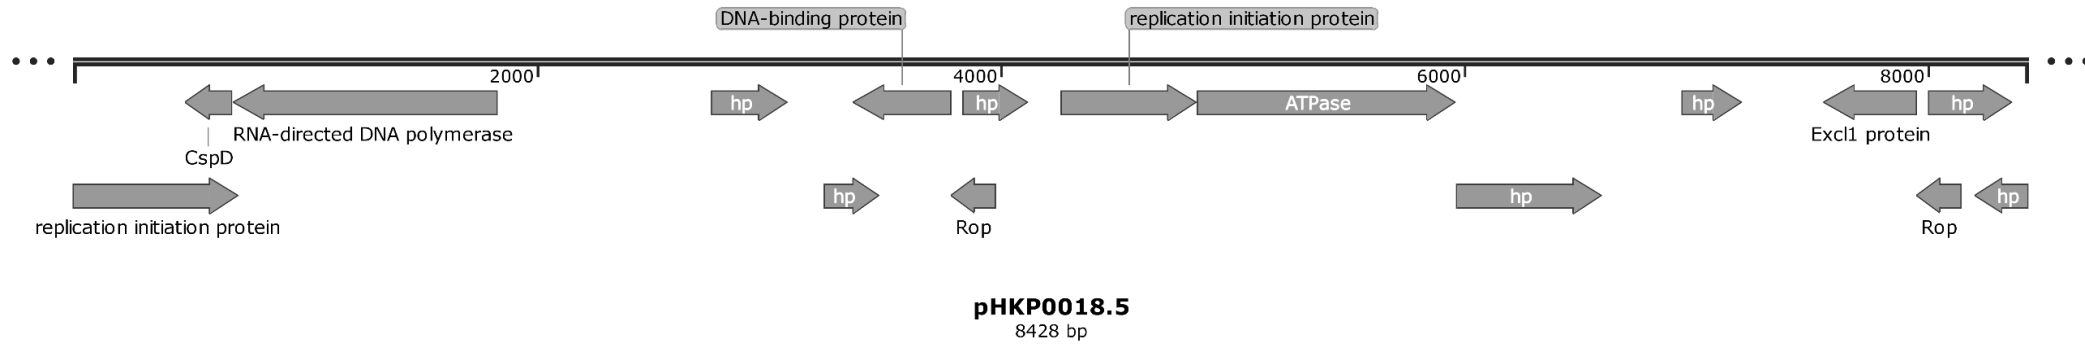 DNA-binding protein
replication initiation protein
2000
4000
6000
8000
hp
hp
ATPase
hp
hp
RNA-directed DNA polymerase
Excl1 protein
CspD
hp
hp
hp
replication initiation protein
Rop
Rop
pHKP0018.5
8428 bp